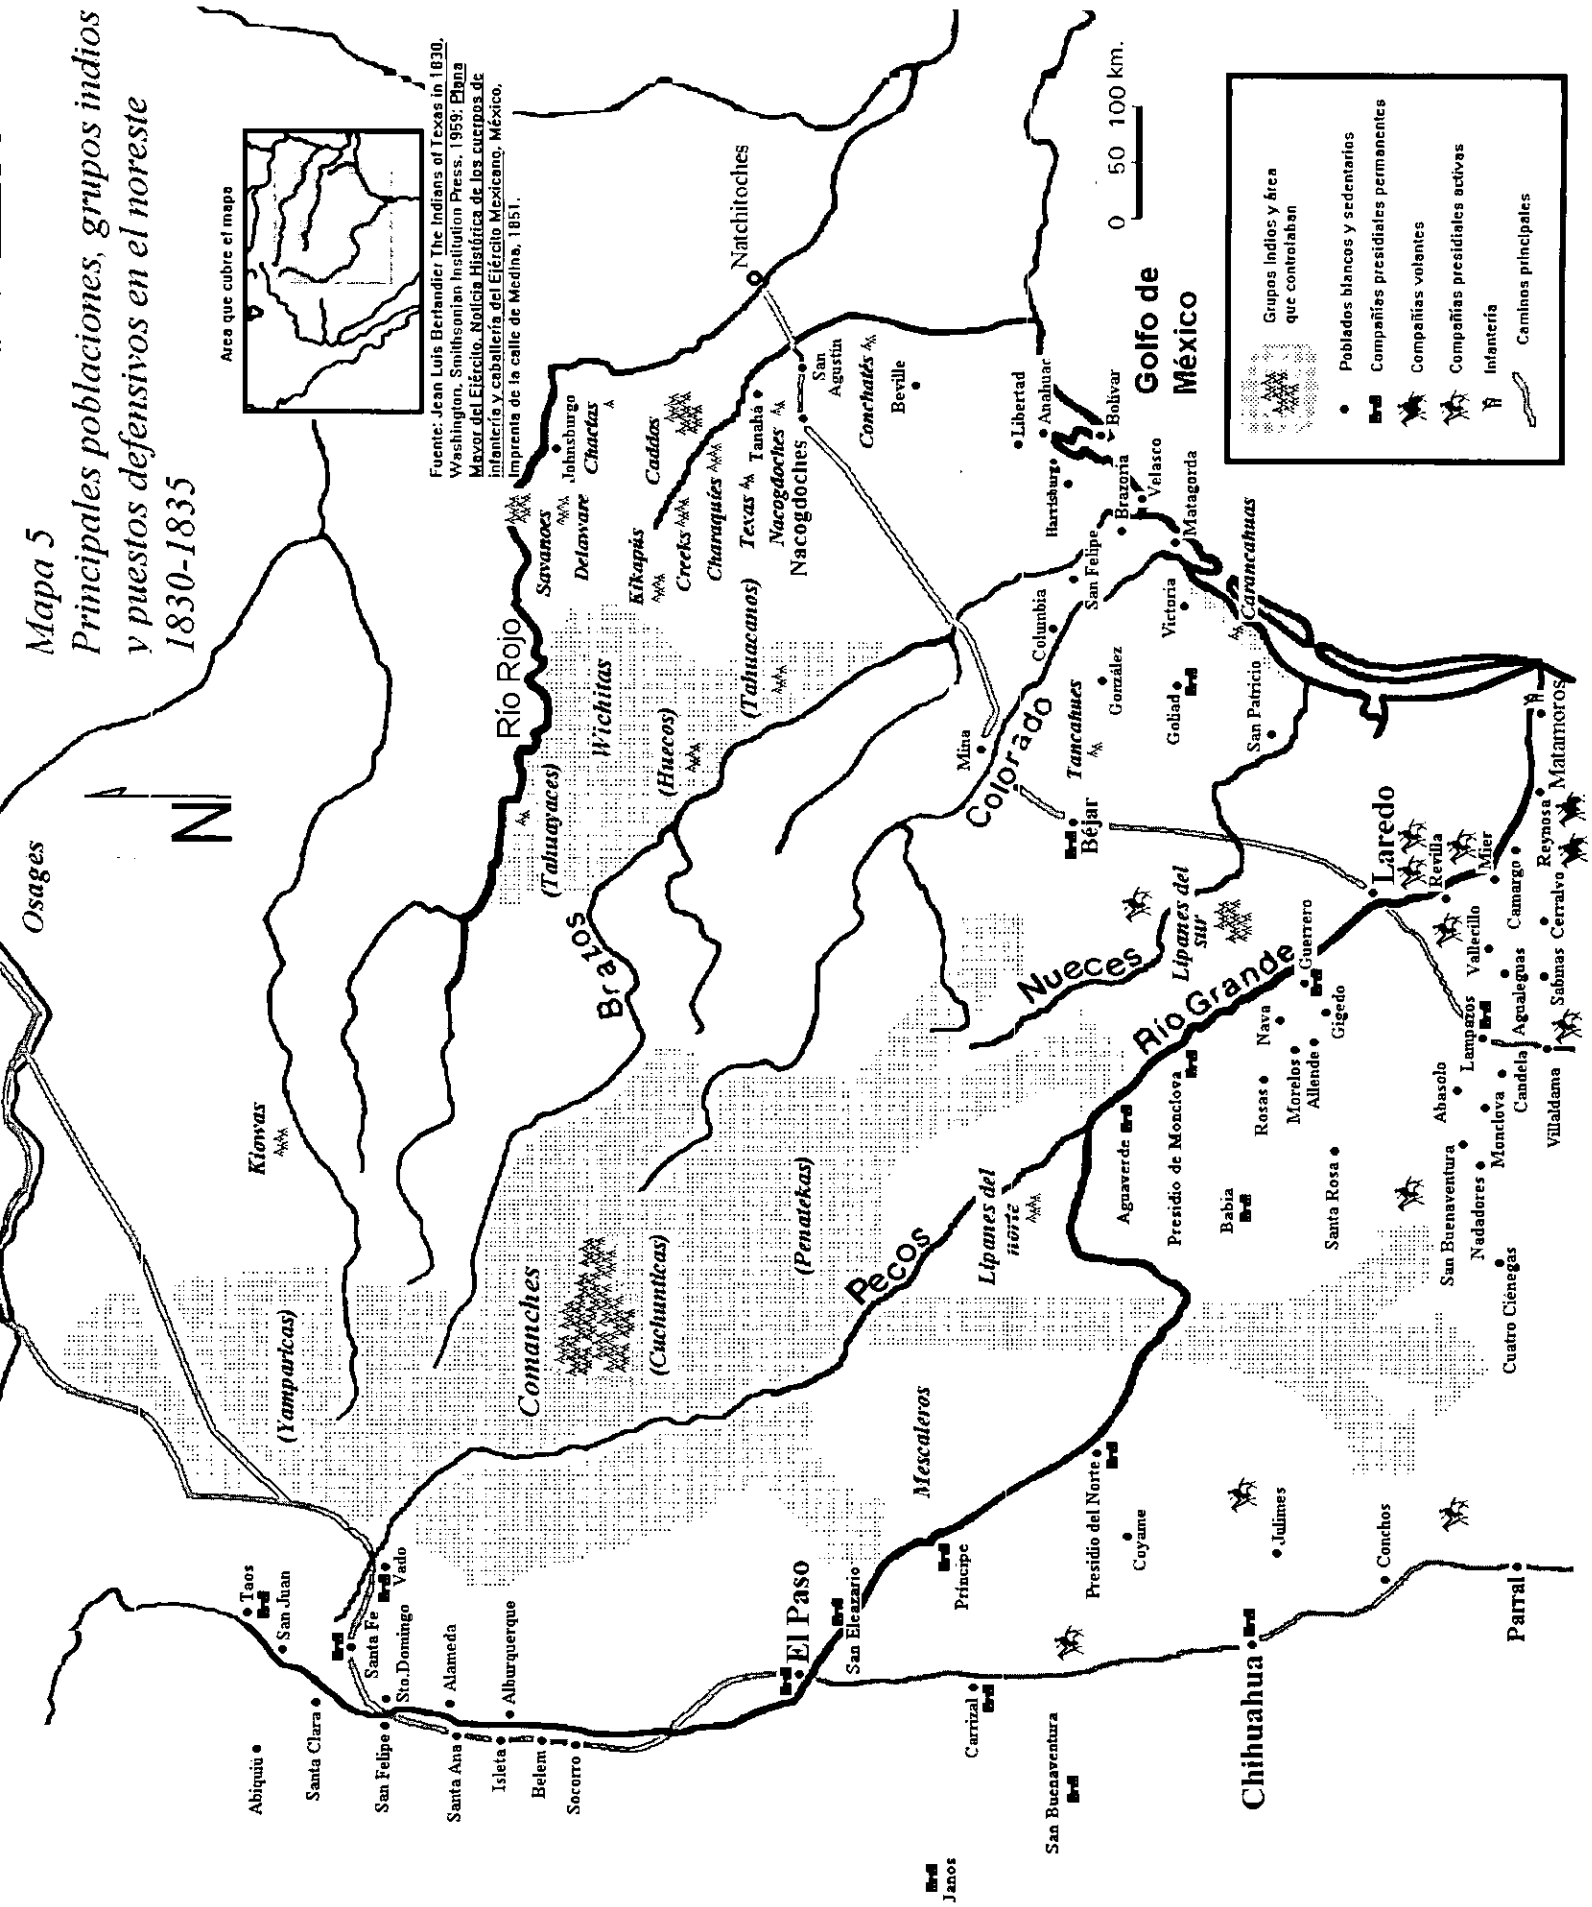 Mapa 5
Principales poblaciones, grupos indios
y puestos defensivos en el noreste
1830-1835
Area que cubre el mapa
Fuente: Jean Luis Berlandier The Indians of Texas in 1830,
Washington, Smithsonian Institution Press, 1959; Plana
Mayor del Ejército, Noticia Histórica de los cuerpos de
infantería y caballería del Ejército Mexicano, México,
Imprenta de la calle de Medina, 1851.
N
Osages
Kiowas
(Yamparicas)
Comanches
(Cuchunticas)
(Penatekas)
Río Rojo
Savanoes
Delaware
Johnsburgo
Chactas
Caddos
Kikapús
Creeks
Charaquíes
Texas
Tanahá
Nacogdoches
Nacogdoches
San
Agustín
Natchitoches
Conchatés
Beville
(Tahuayaces)
Wichitas
(Huecos)
(Tahuacanos)
Brazos
Mina
Colorado
Columbia
San Felipe
Harrisburg
Libertad
Anahuac
Bolívar
Brazoria
Velasco
Matagorda
Golfo de
México
0 50 100 km.
Tancahues
González
Victoria
Goliad
Carancahuas
San Patricio
Béjar
Lipanes del
sur
Nueces
Río Grande
Laredo
Revilla
Mier
Camargo
Reynosa
Matamoros
Cerralvo
Sabinas
Vallecillo
Agualeguas
Lampazos
Candela
Villaldama
Abasolo
Monclova
Nadadores
San Buenaventura
Cuatro Ciénegas
Guerrero
Gigedo
Nava
Allende
Morelos
Rosas
Santa Rosa
Babia
Presidio de Monclova
Aguaverde
Lipanes del
norte
Pecos
Mescaleros
Presidio del Norte
Coyame
Julimes
Conchos
Parral
Chihuahua
Príncipe
San Eleazario
El Paso
Carrizal
San Buenaventura
Janos
Taos
San Juan
Santa Fe
Vado
Sto. Domingo
Alameda
Alburquerque
Abiquiú
Santa Clara
San Felipe
Santa Ana
Isleta
Belem
Socorro
Grupos Indios y área
que controlaban
Poblados blancos y sedentarios
Compañías presidiales permanentes
Compañías volantes
Compañías presidiales activas
Infantería
Caminos principales